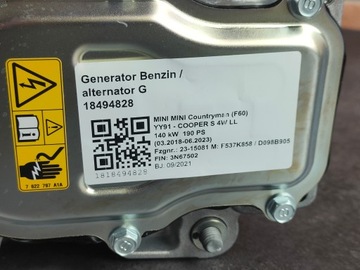 Generator Benzin /
alternator G
18494828
MINI MINI Countryman (F60)
YY91 - COOPER S 4W LL
140 kW 190 PS
(03.2018-06.2023)
Fzgnr.: 23-15081 M: F537K858 / D098B905
FIN: 3N67502
BJ: 09/2021
1818494828
7 622 787 A1A